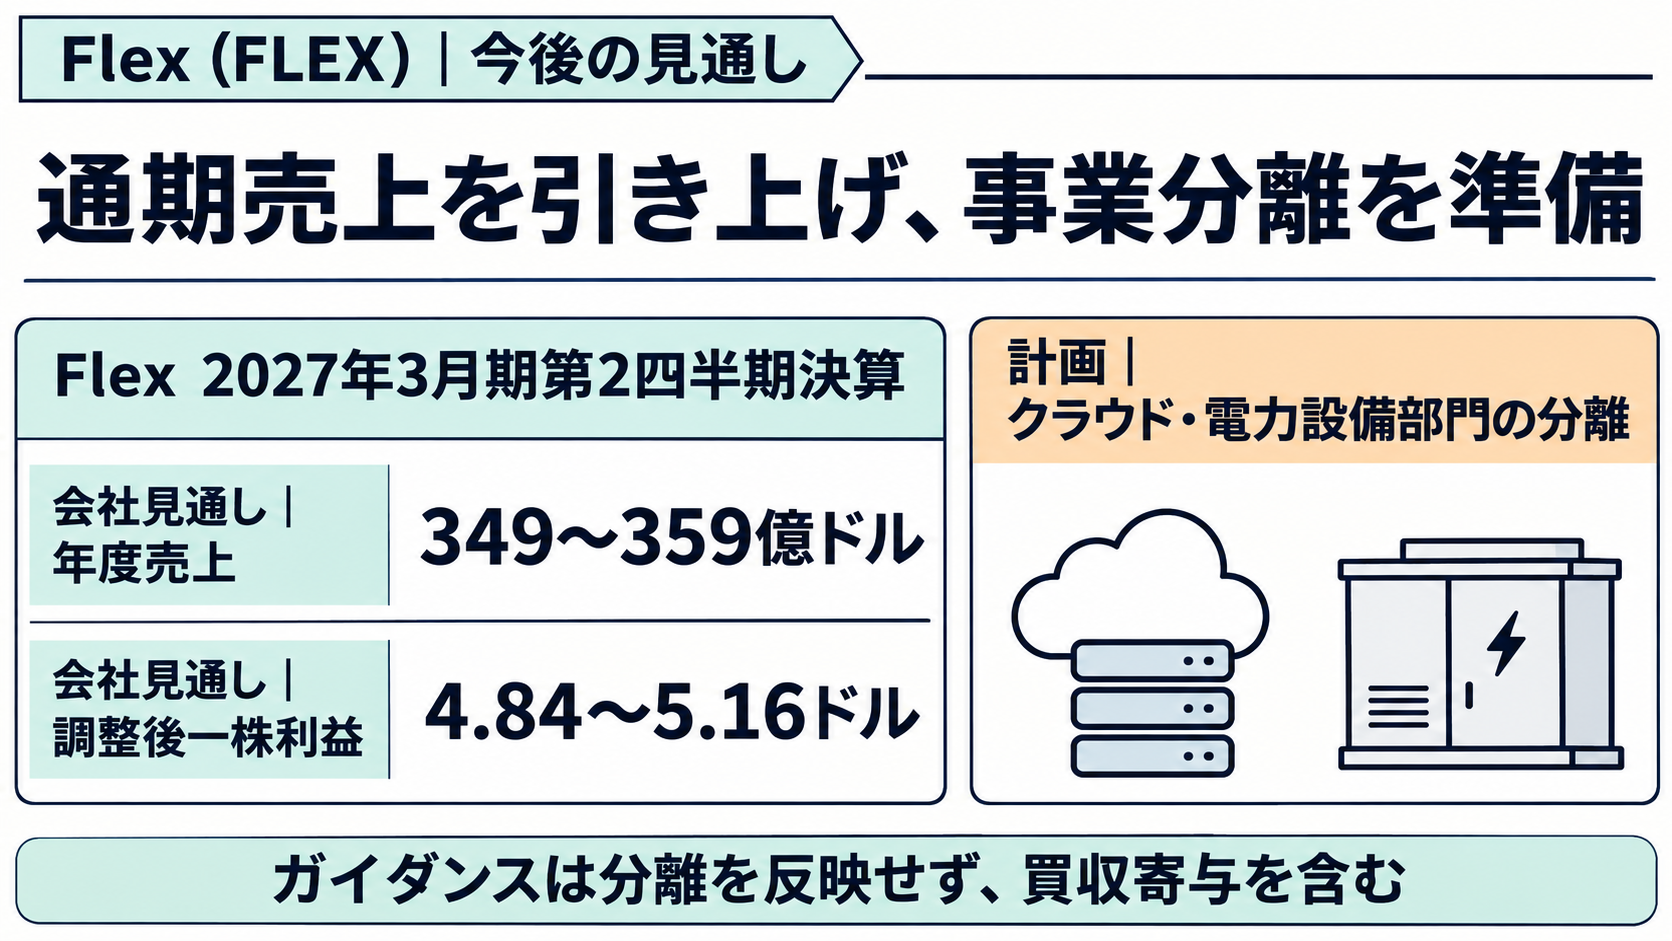 Flex (FLEX)｜今後の見通し
通期売上を引き上げ、事業分離を準備
Flex 2027年3月期第2四半期決算
会社見通し｜
年度売上
349〜359億ドル
会社見通し｜
調整後一株利益
4.84〜5.16ドル
計画｜
クラウド・電力設備部門の分離
ガイダンスは分離を反映せず、買収寄与を含む